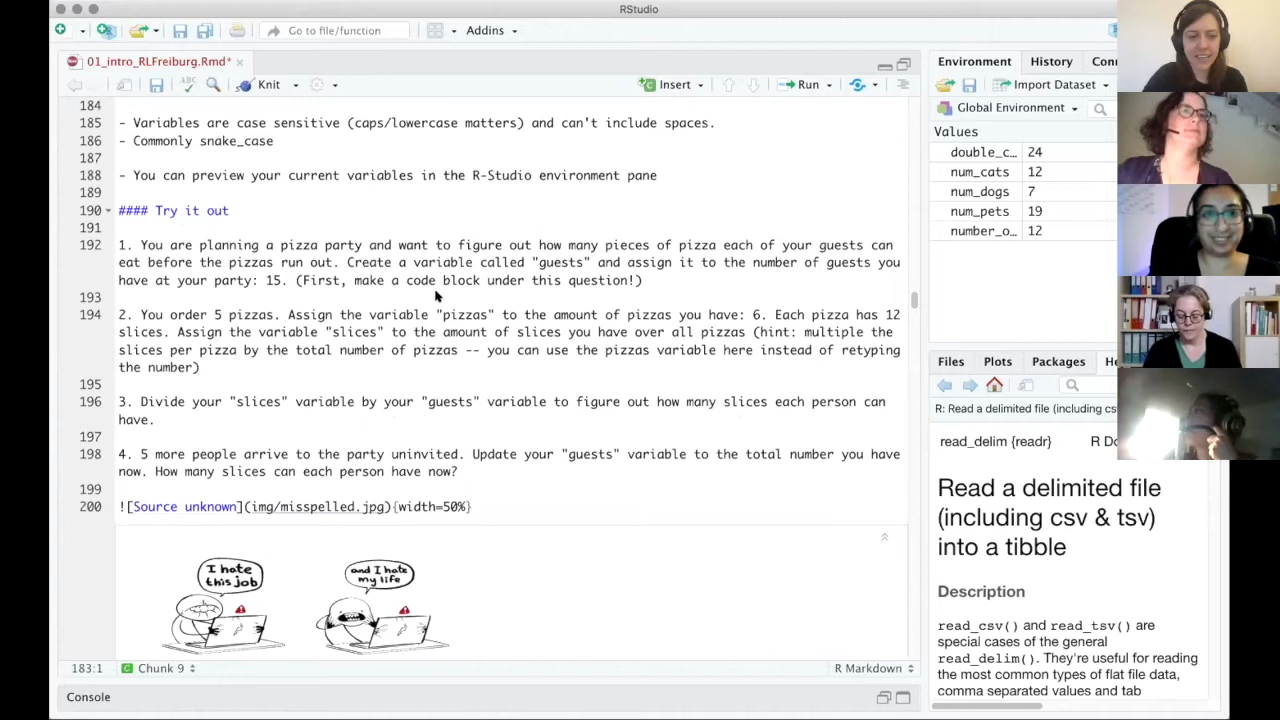 RStudio
Go to file/function
Addins
01_intro_RLFreiburg.Rmd*
ABC
Knit
Insert
Run
184
185 - Variables are case sensitive (caps/lowercase matters) and can't include spaces.
186 - Commonly snake_case
187
188 - You can preview your current variables in the R-Studio environment pane
189
190 #### Try it out
191
192 1. You are planning a pizza party and want to figure out how many pieces of pizza each of your guests can
eat before the pizzas run out. Create a variable called "guests" and assign it to the number of guests you
have at your party: 15. (First, make a code block under this question!)
193
194 2. You order 5 pizzas. Assign the variable "pizzas" to the amount of pizzas you have: 6. Each pizza has 12
slices. Assign the variable "slices" to the amount of slices you have over all pizzas (hint: multiple the
slices per pizza by the total number of pizzas -- you can use the pizzas variable here instead of retyping
the number)
195
196 3. Divide your "slices" variable by your "guests" variable to figure out how many slices each person can
have.
197
198 4. 5 more people arrive to the party uninvited. Update your "guests" variable to the total number you have
now. How many slices can each person have now?
199
200 ![Source unknown](img/misspelled.jpg){width=50%}
I hate
this job
and I hate
my life
183:1 Chunk 9 R Markdown
Console
Environment History Con
Import Dataset
Global Environment
Values
double_c… 24
num_cats 12
num_dogs 7
num_pets 19
number_o… 12
Files Plots Packages He
R: Read a delimited file (including cs
read_delim {readr} R Do
Read a delimited file
(including csv & tsv)
into a tibble
Description
read_csv() and read_tsv() are
special cases of the general
read_delim(). They're useful for reading
the most common types of flat file data,
comma separated values and tab